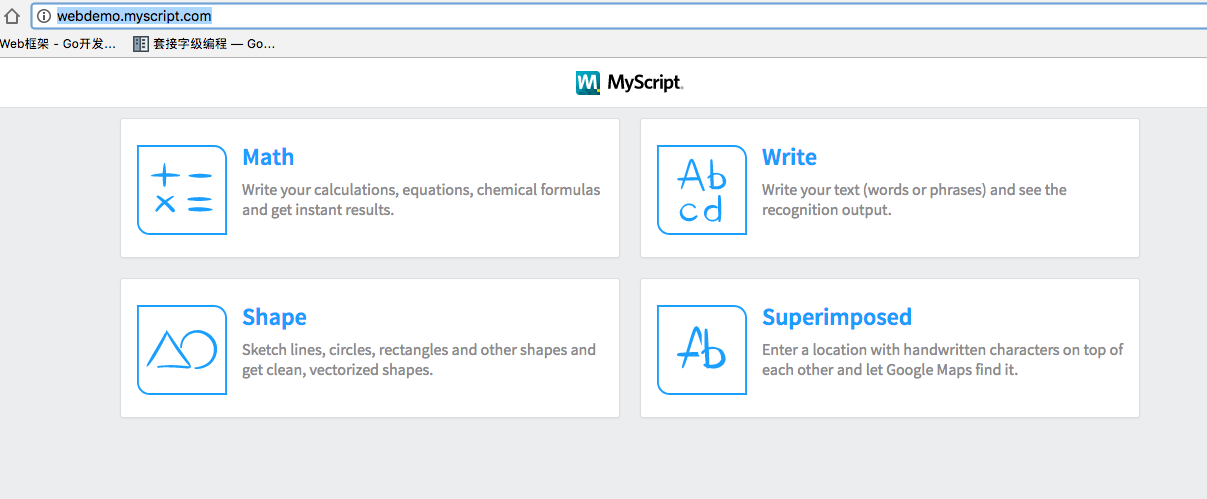 webdemo.myscript.com
Web框架 - Go开发... 套接字级编程 — Go...
MyScript.
Math
Write your calculations, equations, chemical formulas
and get instant results.
Ab
cd
Write
Write your text (words or phrases) and see the
recognition output.
Shape
Sketch lines, circles, rectangles and other shapes and
get clean, vectorized shapes.
Ab
Superimposed
Enter a location with handwritten characters on top of
each other and let Google Maps find it.